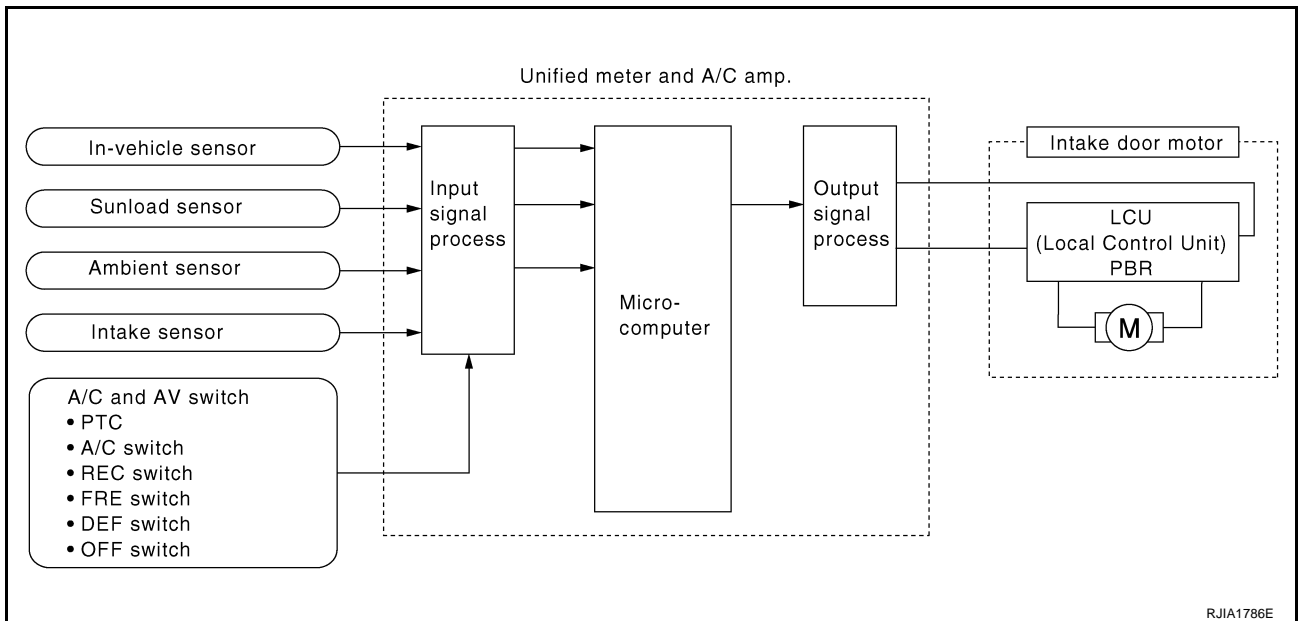 Unified meter and A/C amp.
In-vehicle sensor
Sunload sensor
Ambient sensor
Intake sensor
A/C and AV switch
• PTC
• A/C switch
• REC switch
• FRE switch
• DEF switch
• OFF switch
Input
signal
process
Micro-
computer
Output
signal
process
Intake door motor
LCU
(Local Control Unit)
PBR
M
RJIA1786E